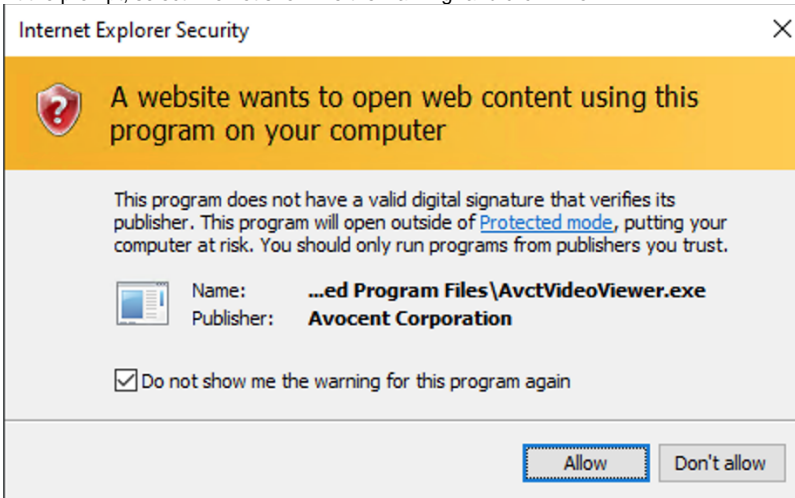 Internet Explorer Security
A website wants to open web content using this
program on your computer
This program does not have a valid digital signature that verifies its
publisher. This program will open outside of Protected mode, putting your
computer at risk. You should only run programs from publishers you trust.
Name: ...ed Program Files\AvctVideoViewer.exe
Publisher: Avocent Corporation
Do not show me the warning for this program again
Allow Don't allow